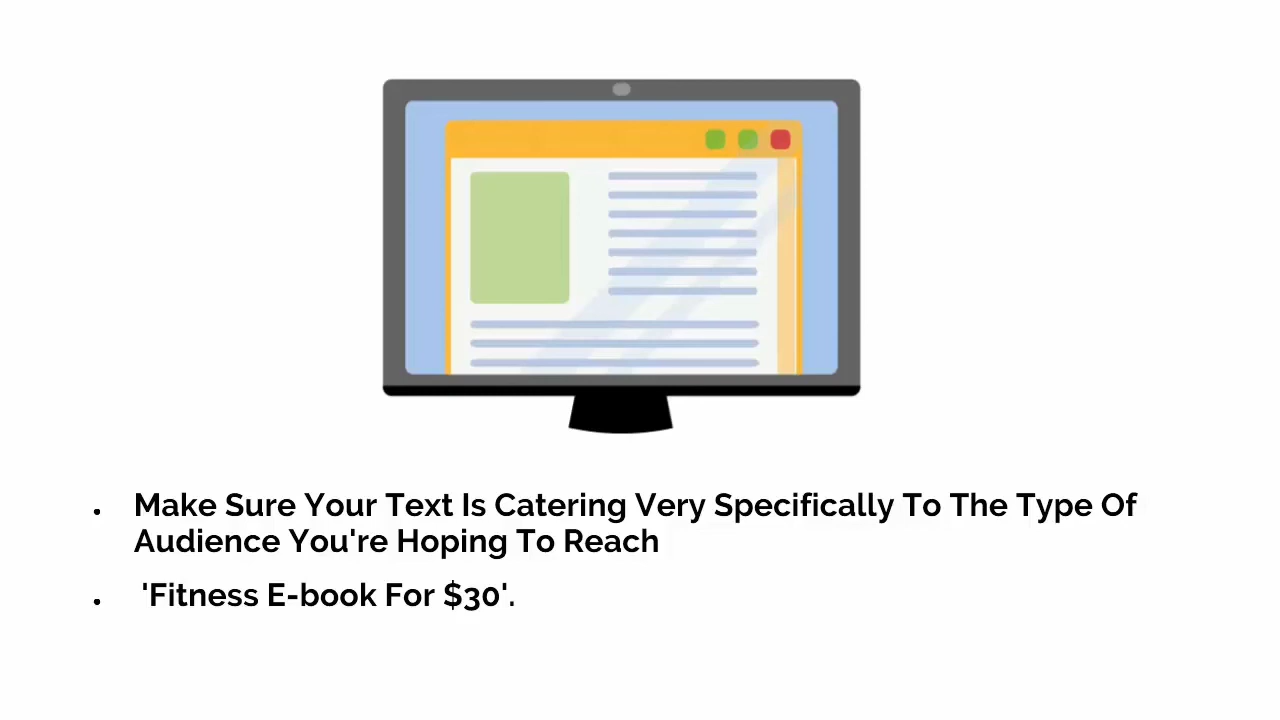 • Make Sure Your Text Is Catering Very Specifically To The Type Of
Audience You're Hoping To Reach
• 'Fitness E-book For $30'.